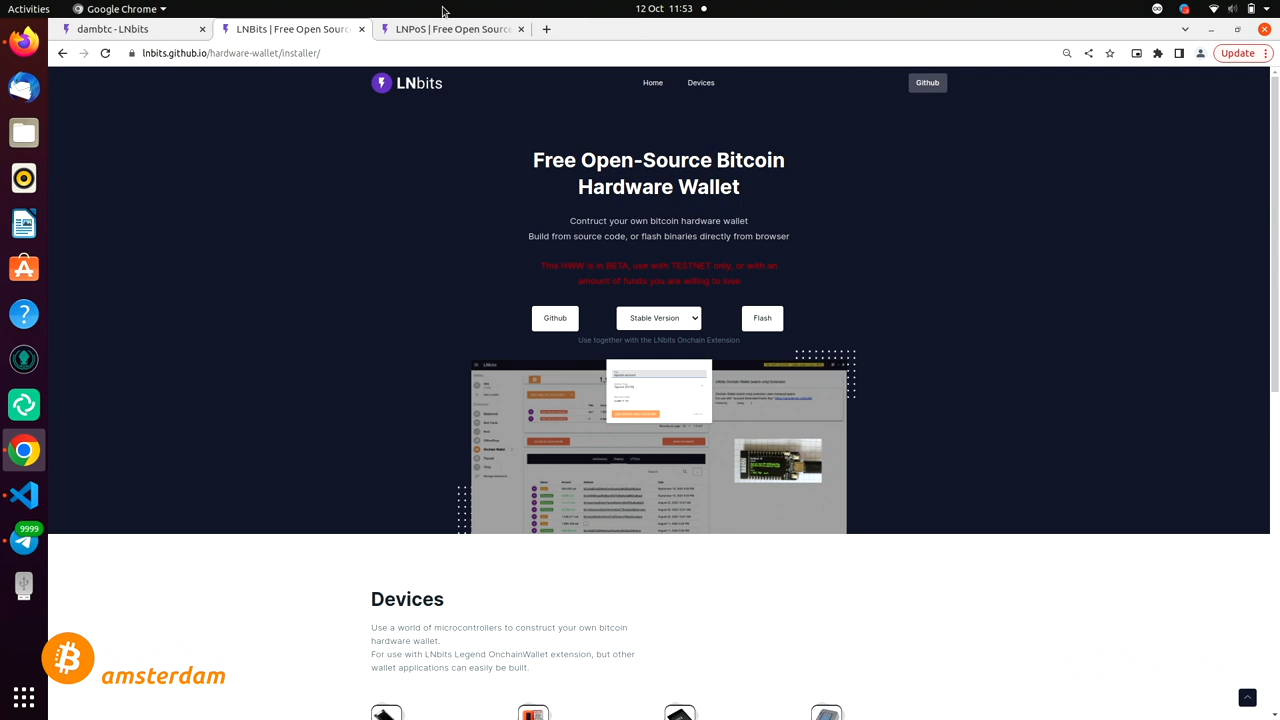 Google Chrome
12 Oct 11:53
dambtc - LNbits
LNBits | Free Open Sourc
LNPoS | Free Open Source
lnbits.github.io/hardware-wallet/installer/
Update
LNbits
Home
Devices
Github
Free Open-Source Bitcoin
Hardware Wallet
Contruct your own bitcoin hardware wallet
Build from source code, or flash binaries directly from browser
This HWW is in BETA, use with TESTNET only, or with an
amount of funds you are willing to lose
Github
Stable Version
Flash
Use together with the LNbits Onchain Extension
LNbits
9999
Devices
Use a world of microcontrollers to construct your own bitcoin
hardware wallet.
For use with LNbits Legend OnchainWallet extension, but other
wallet applications can easily be built.
amsterdam